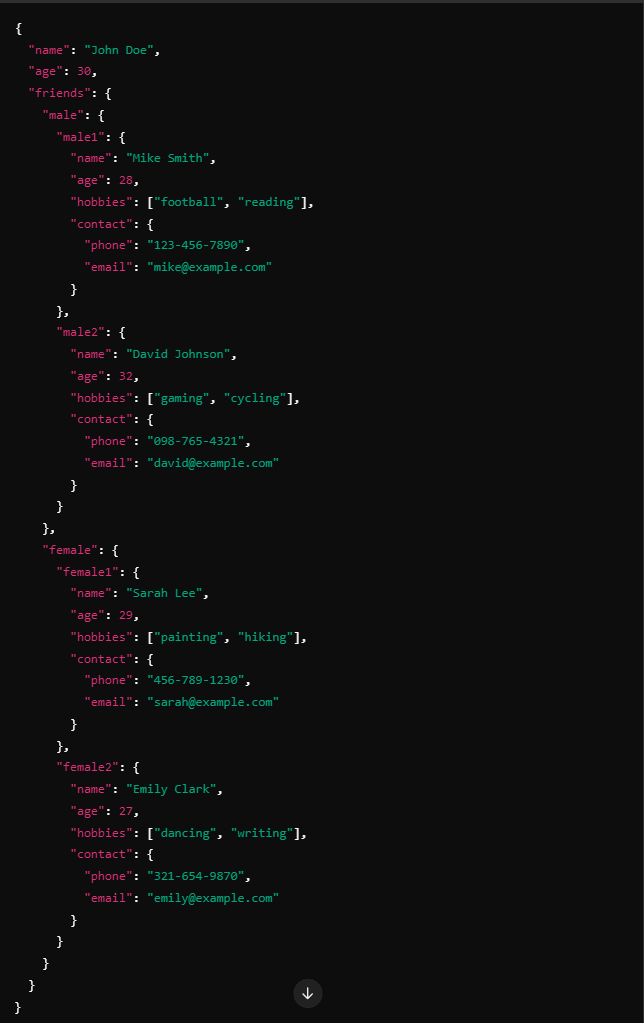 {
  "name": "John Doe",
  "age": 30,
  "friends": {
    "male": {
      "male1": {
        "name": "Mike Smith",
        "age": 28,
        "hobbies": ["football", "reading"],
        "contact": {
          "phone": "123-456-7890",
          "email": "mike@example.com"
        }
      },
      "male2": {
        "name": "David Johnson",
        "age": 32,
        "hobbies": ["gaming", "cycling"],
        "contact": {
          "phone": "098-765-4321",
          "email": "david@example.com"
        }
      }
    },
    "female": {
      "female1": {
        "name": "Sarah Lee",
        "age": 29,
        "hobbies": ["painting", "hiking"],
        "contact": {
          "phone": "456-789-1230",
          "email": "sarah@example.com"
        }
      },
      "female2": {
        "name": "Emily Clark",
        "age": 27,
        "hobbies": ["dancing", "writing"],
        "contact": {
          "phone": "321-654-9870",
          "email": "emily@example.com"
        }
      }
    }
  }
}